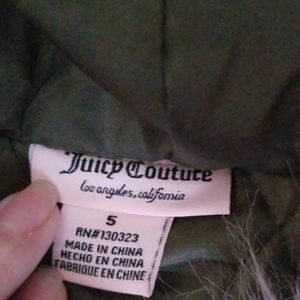 Juicy Couture
los angeles, california
5
RN#130323
MADE IN CHINA
HECHO EN CHINA
FABRIQUE EN CHINE